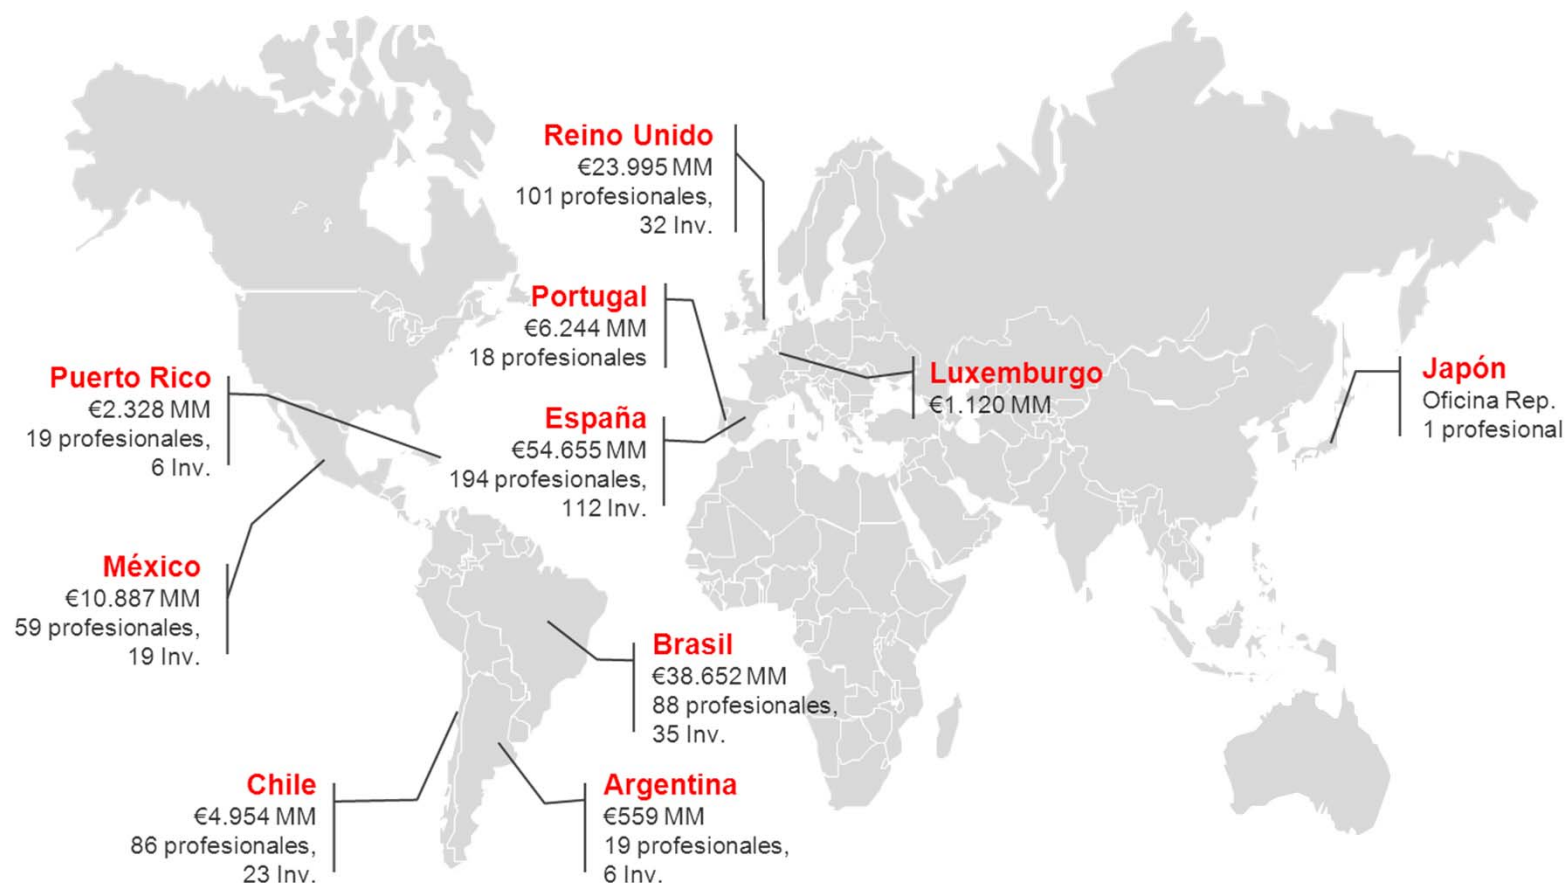 Reino Unido
€23.995 MM
101 profesionales,
32 Inv.
Portugal
€6.244 MM
18 profesionales
Puerto Rico
€2.328 MM
19 profesionales,
6 Inv.
España
€54.655 MM
194 profesionales,
112 Inv.
Luxemburgo
€1.120 MM
Japón
Oficina Rep.
1 profesional
México
€10.887 MM
59 profesionales,
19 Inv.
Brasil
€38.652 MM
88 profesionales,
35 Inv.
Chile
€4.954 MM
86 profesionales,
23 Inv.
Argentina
€559 MM
19 profesionales,
6 Inv.